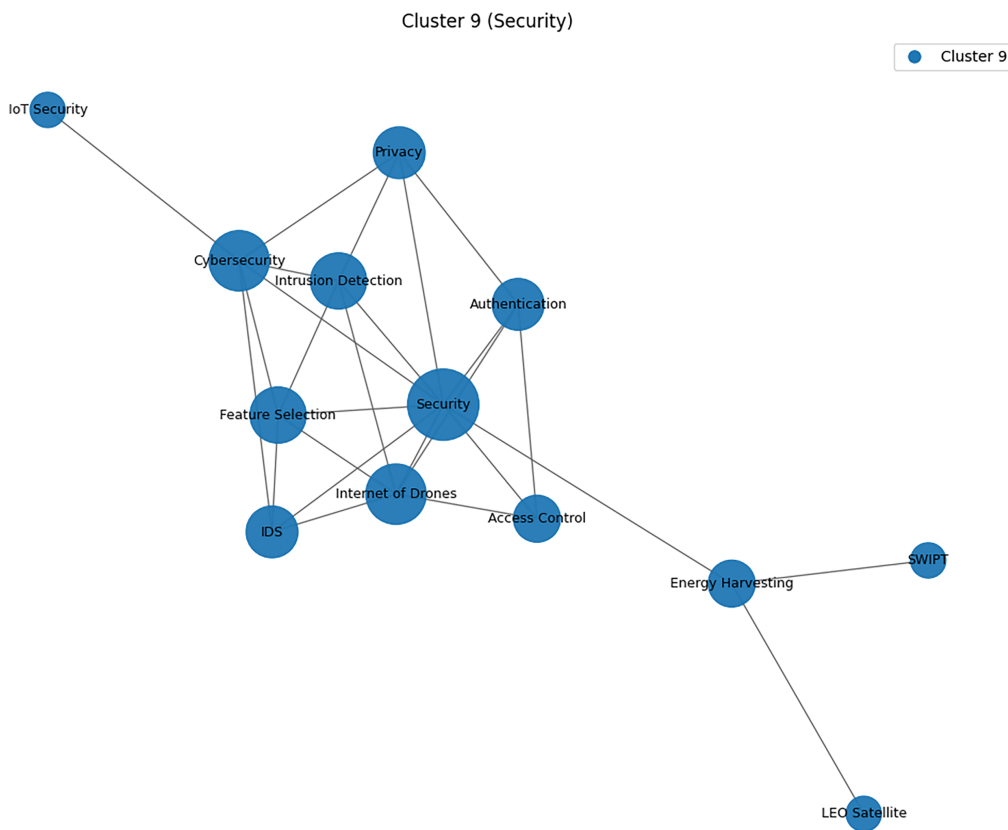 Cluster 9 (Security)
Cluster 9
IoT Security
Privacy
Cybersecurity
Intrusion Detection
Authentication
Security
Feature Selection
Internet of Drones
Access Control
IDS
SWIPT
Energy Harvesting
LEO Satellite